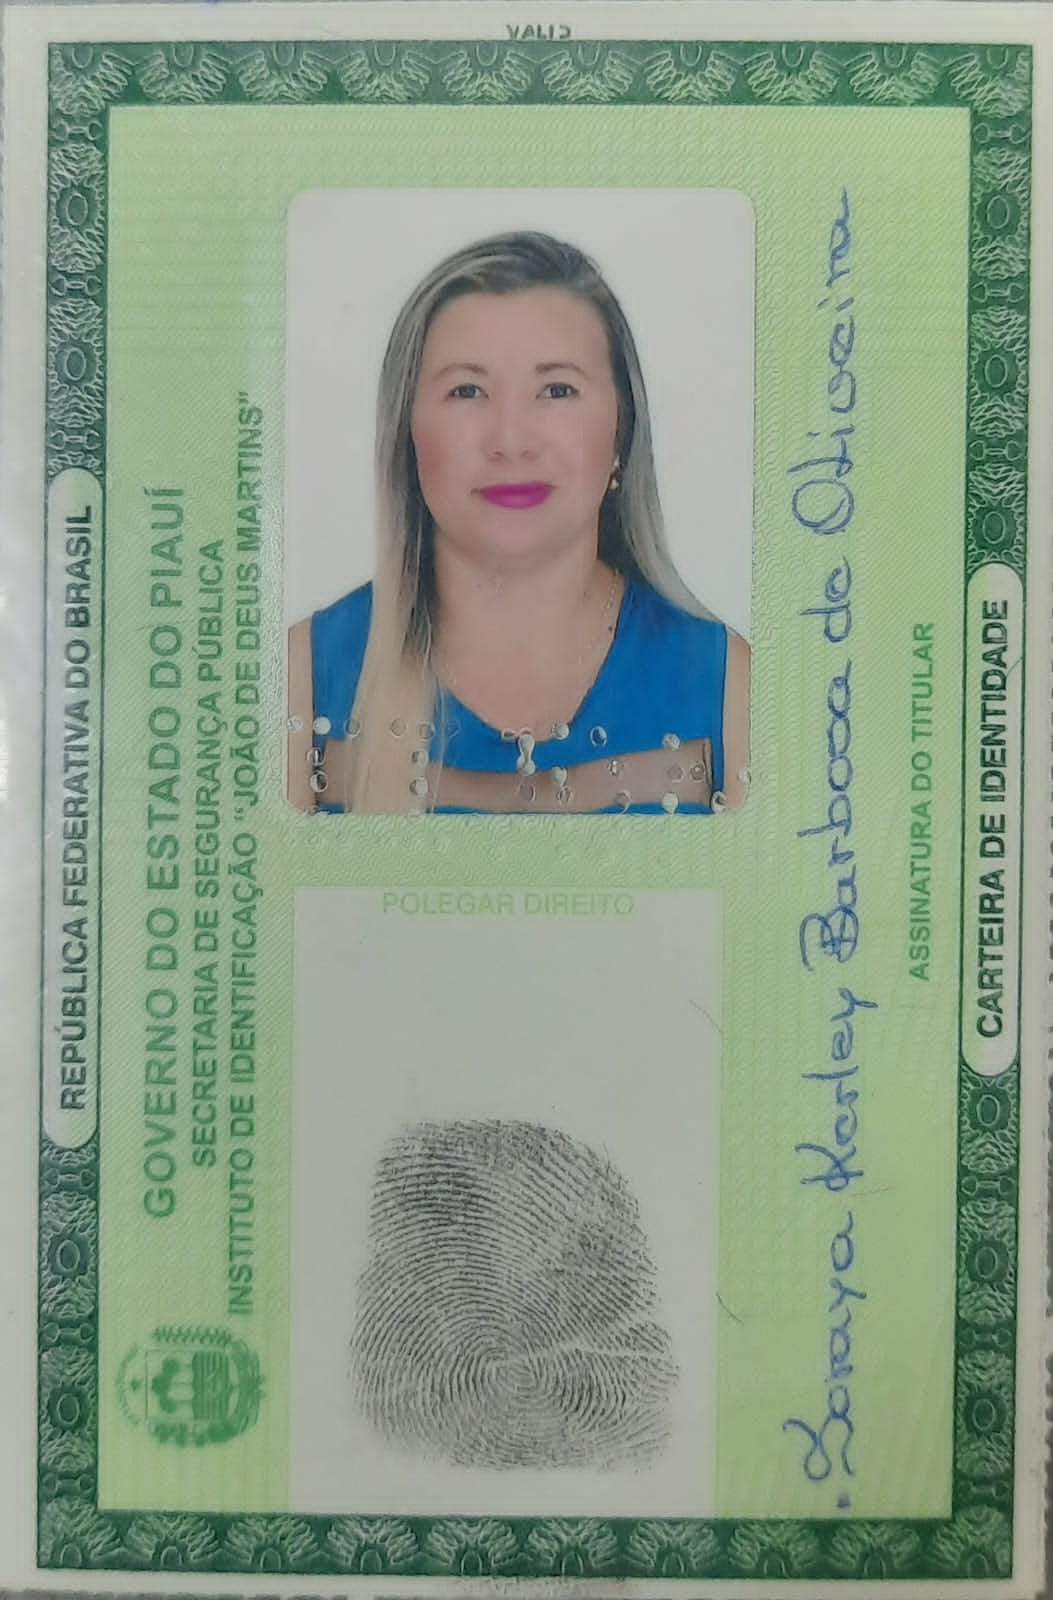 VALID
REPÚBLICA FEDERATIVA DO BRASIL
GOVERNO DO ESTADO DO PIAUÍ
SECRETARIA DE SEGURANÇA PÚBLICA
INSTITUTO DE IDENTIFICAÇÃO “JOÃO DE DEUS MARTINS”
POLEGAR DIREITO
Soraya Kerley Barbosa de Oliveira
ASSINATURA DO TITULAR
CARTEIRA DE IDENTIDADE